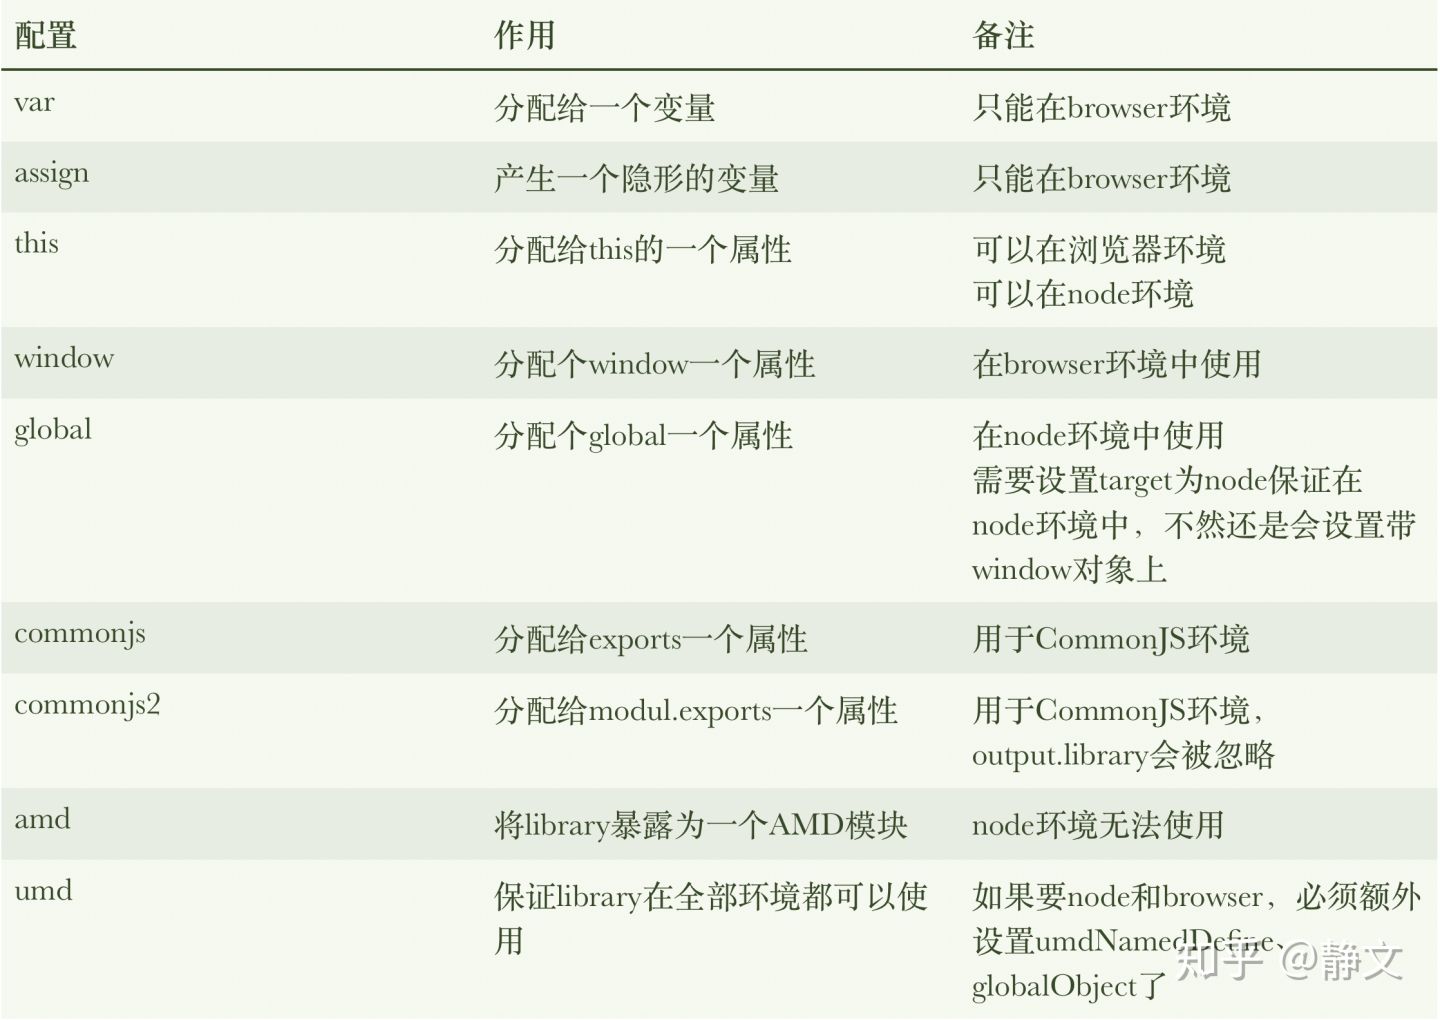 配置 作用 备注
var 分配给一个变量 只能在browser环境
assign 产生一个隐形的变量 只能在browser环境
this 分配给this的一个属性 可以在浏览器环境
可以在node环境
window 分配个window一个属性 在browser环境中使用
global 分配个global一个属性 在node环境中使用
需要设置target为node保证在
node环境中，不然还是会设置带
window对象上
commonjs 分配给exports一个属性 用于CommonJS环境
commonjs2 分配给modul.exports一个属性 用于CommonJS环境，
output.library会被忽略
amd 将library暴露为一个AMD模块 node环境无法使用
umd 保证library在全部环境都可以使 如果要node和browser，必须额外
用 设置umdNamedDefine、
globalObject了
知乎 @静文